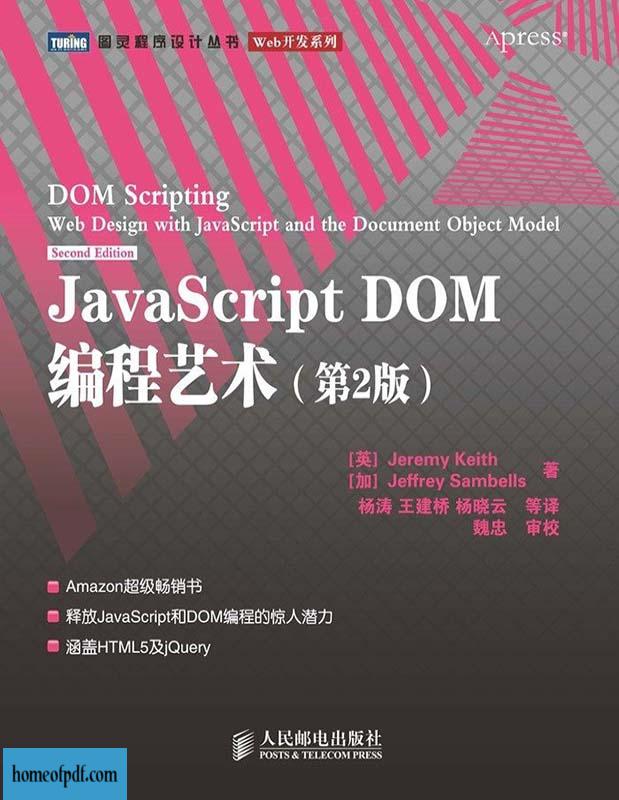 TURING 图灵程序设计丛书 Web开发系列 Apress®
DOM Scripting
Web Design with JavaScript and the Document Object Model
Second Edition
JavaScript DOM
编程艺术（第2版）
[英] Jeremy Keith
[加] Jeffrey Sambells 著
杨涛 王建桥 杨晓云 等译
魏忠 审校
Amazon超级畅销书
释放JavaScript和DOM编程的惊人潜力
涵盖HTML5及jQuery
人民邮电出版社
POSTS & TELECOM PRESS
homeofpdf.com